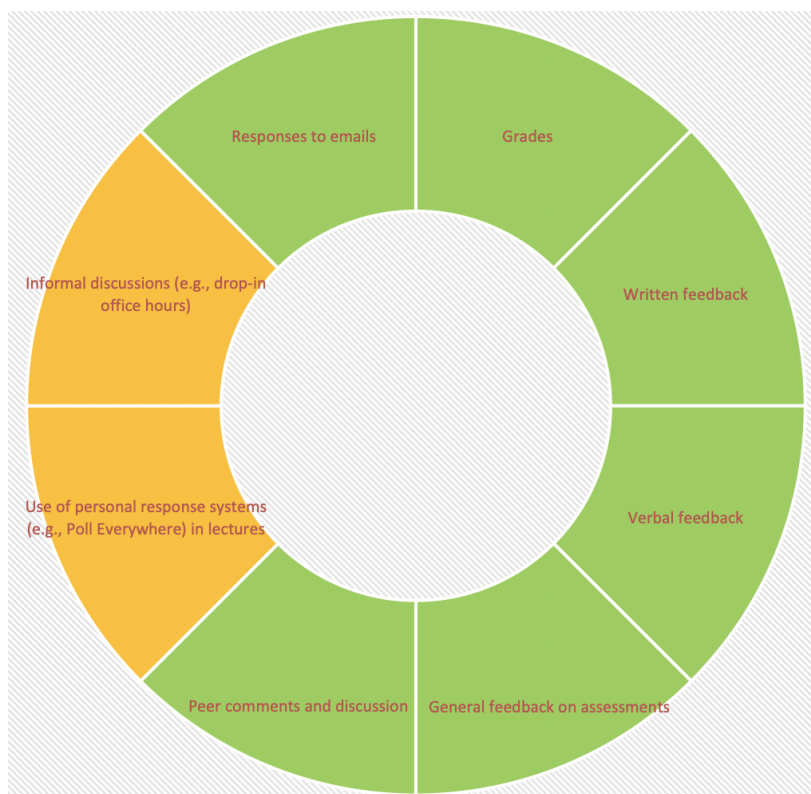 Responses to emails
Grades
Informal discussions (e.g., drop-in
office hours)
Written feedback
Use of personal response systems
(e.g., Poll Everywhere) in lectures
Verbal feedback
Peer comments and discussion
General feedback on assessments